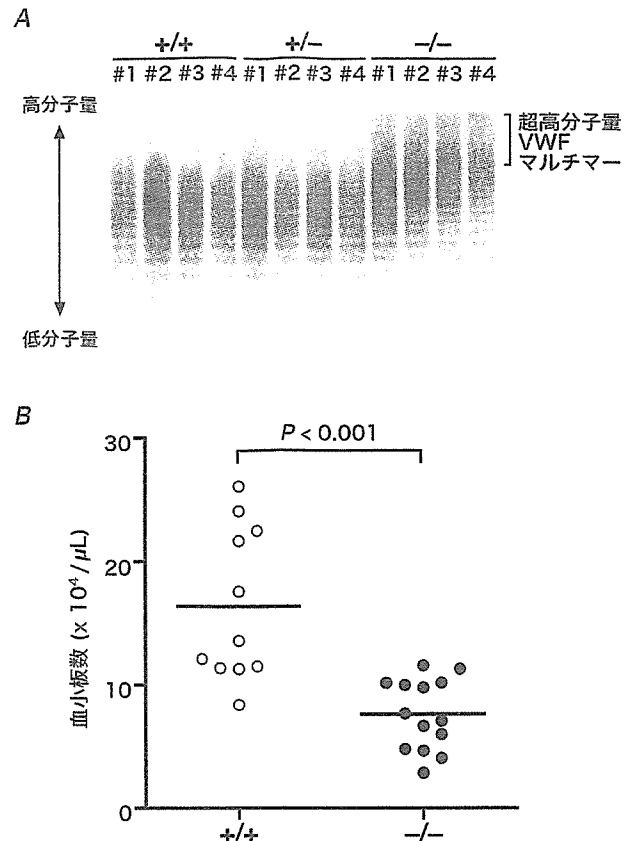 A
+/+ +/− −/−
#1 #2 #3 #4 #1 #2 #3 #4 #1 #2 #3 #4
高分子量
超高分子量
VWF
マルチマー
低分子量
B
P < 0.001
血小板数 (x 10⁴ / μL)
30
20
10
0
+/+ −/−